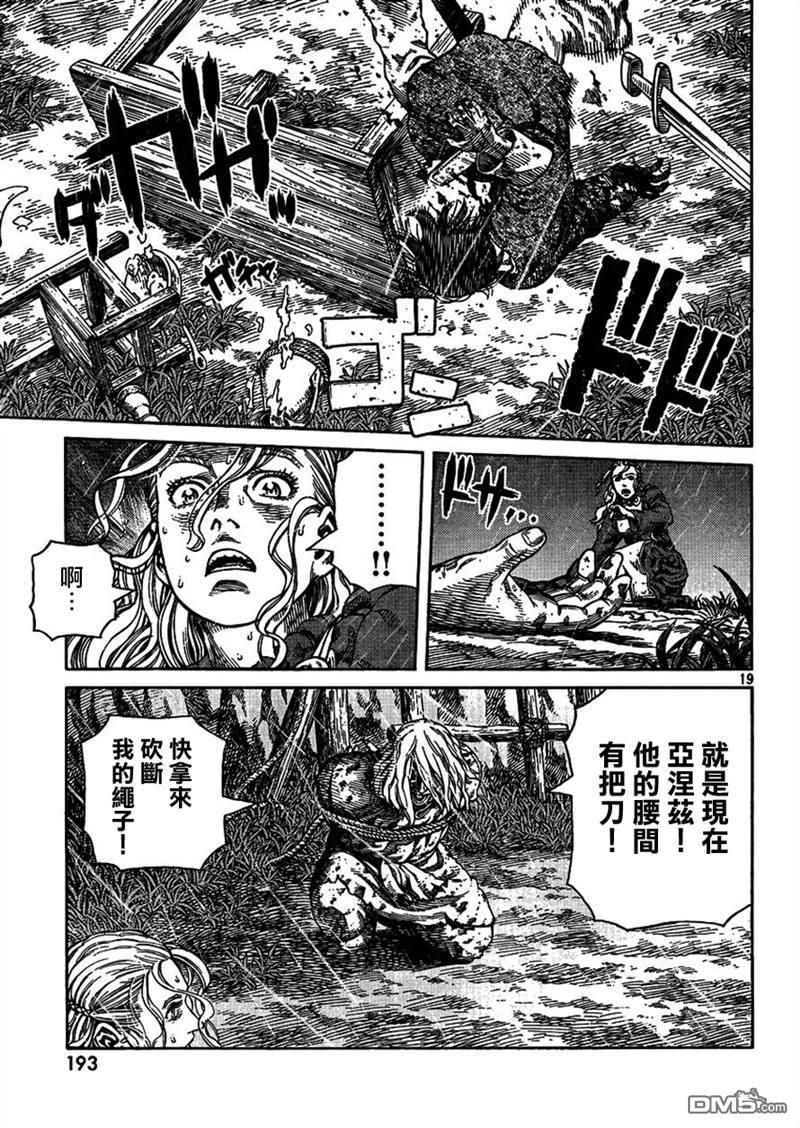 ダ
ガガガ
ガチャ
ゴン
ドドド
ドサ…
………!!
啊…
19
就是現在
亞涅茲!
他的腰間
有把刀!
快拿來
砍斷
我的繩子!
193
DM5.com